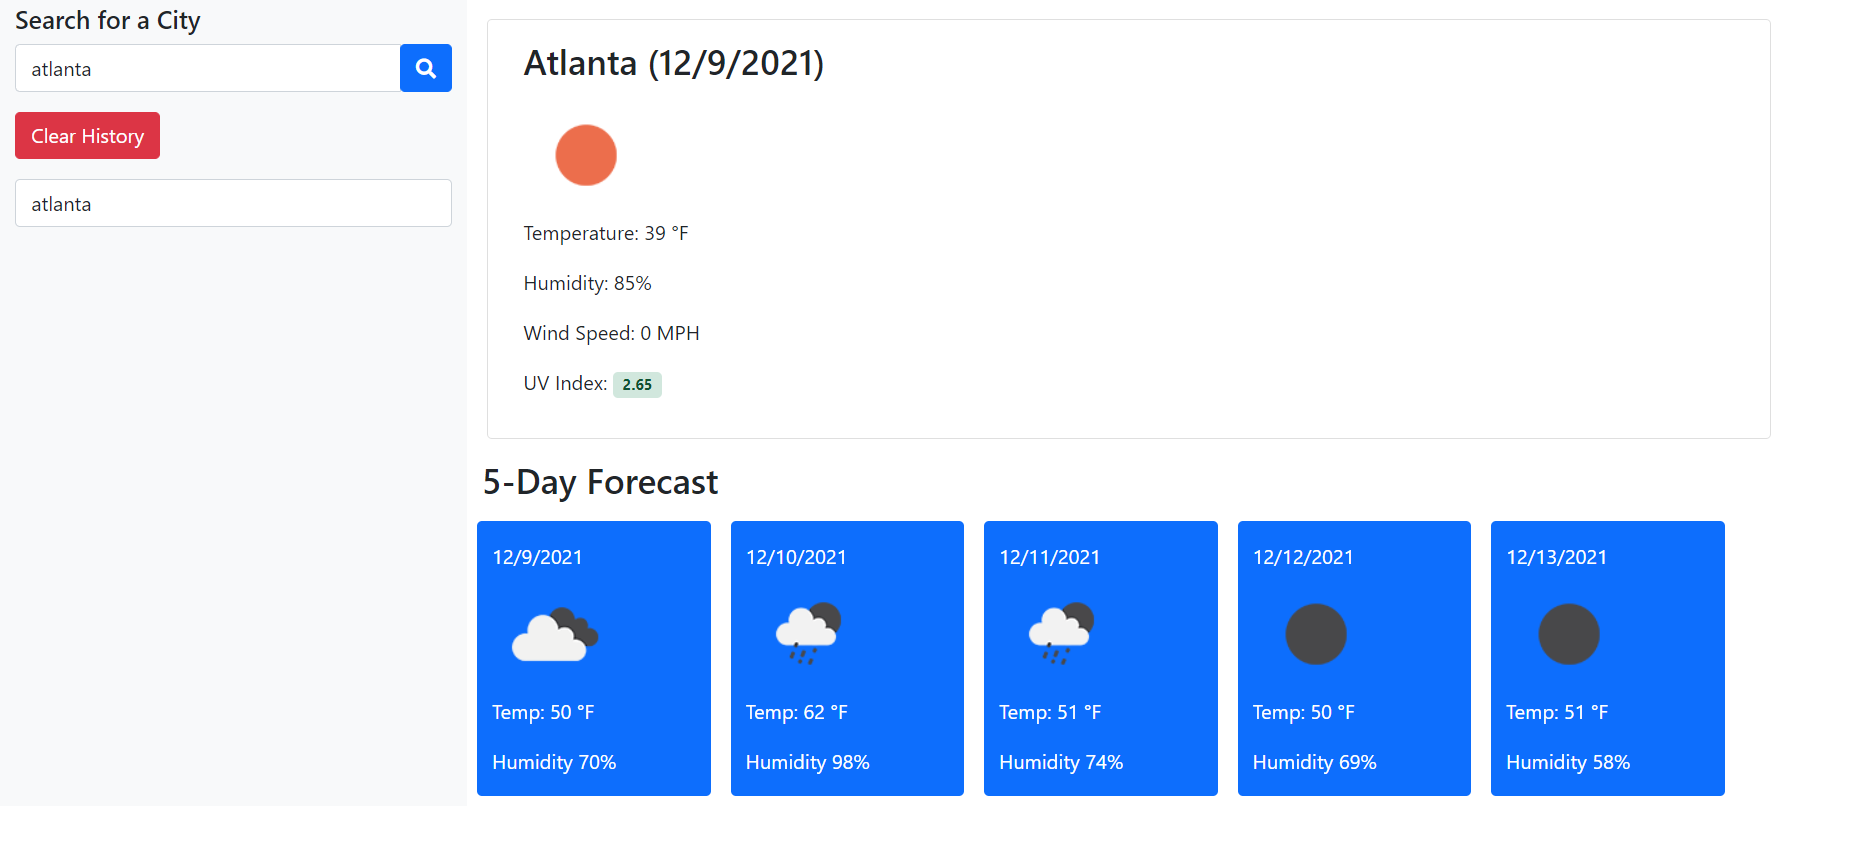 Search for a City
atlanta
Clear History
atlanta
Atlanta (12/9/2021)
Temperature: 39 °F
Humidity: 85%
Wind Speed: 0 MPH
UV Index: 2.65
5-Day Forecast
12/9/2021
Temp: 50 °F
Humidity 70%
12/10/2021
Temp: 62 °F
Humidity 98%
12/11/2021
Temp: 51 °F
Humidity 74%
12/12/2021
Temp: 50 °F
Humidity 69%
12/13/2021
Temp: 51 °F
Humidity 58%